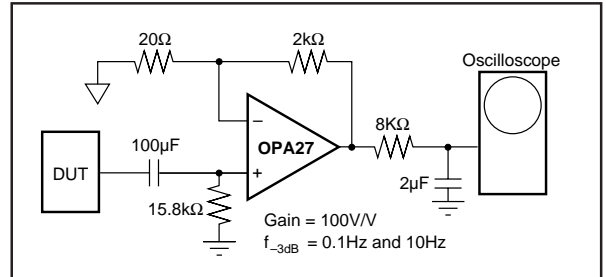 20Ω
2kΩ
Oscilloscope
100µF
DUT
–
+
OPA27
8KΩ
2µF
15.8kΩ
Gain = 100V/V
f–3dB = 0.1Hz and 10Hz